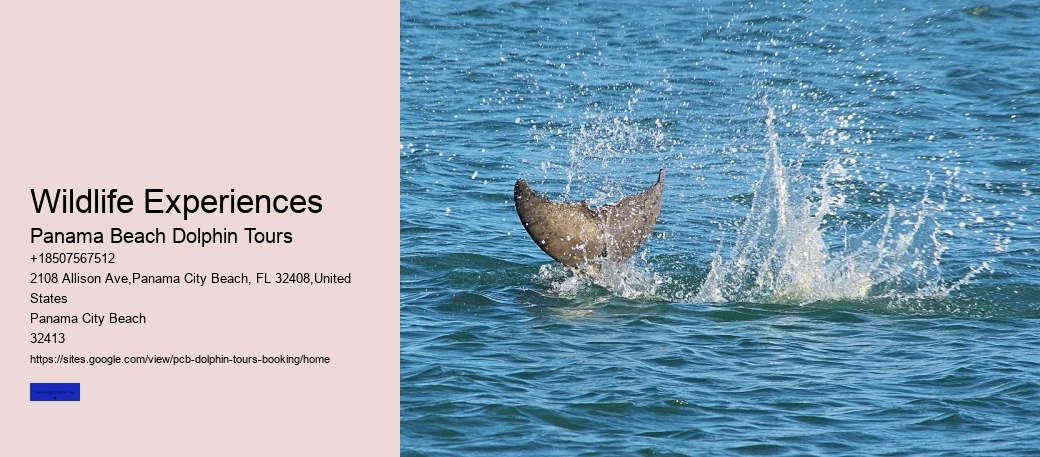 Wildlife Experiences
Panama Beach Dolphin Tours
+18507567512
2108 Allison Ave,Panama City Beach, FL 32408,United
States
Panama City Beach
32413
https://sites.google.com/view/pcb-dolphin-tours-booking/home